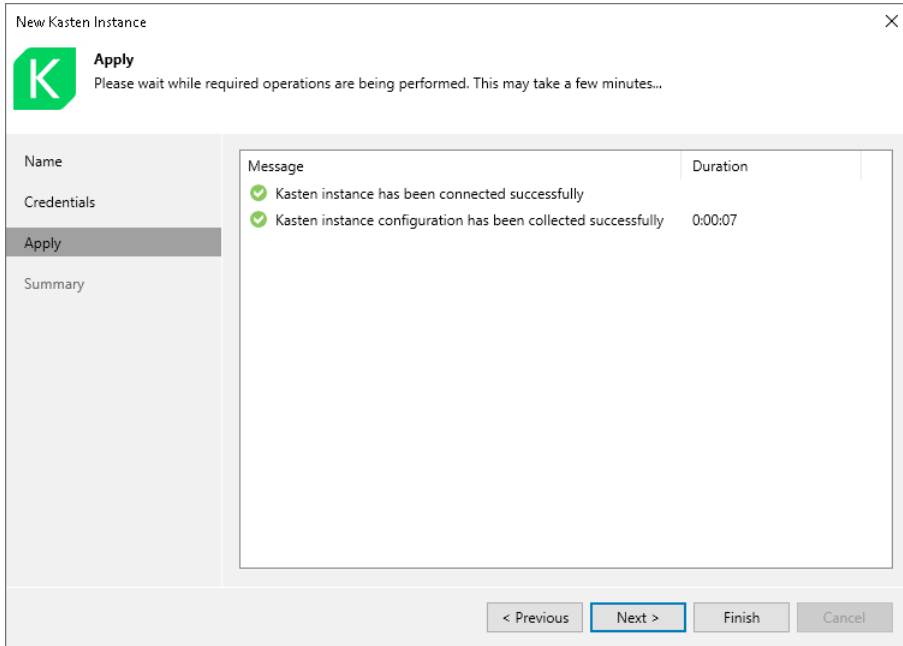 New Kasten Instance
K
Apply
Please wait while required operations are being performed. This may take a few minutes...
Name
Credentials
Apply
Summary
Message Duration
Kasten instance has been connected successfully
Kasten instance configuration has been collected successfully 0:00:07
< Previous Next > Finish Cancel